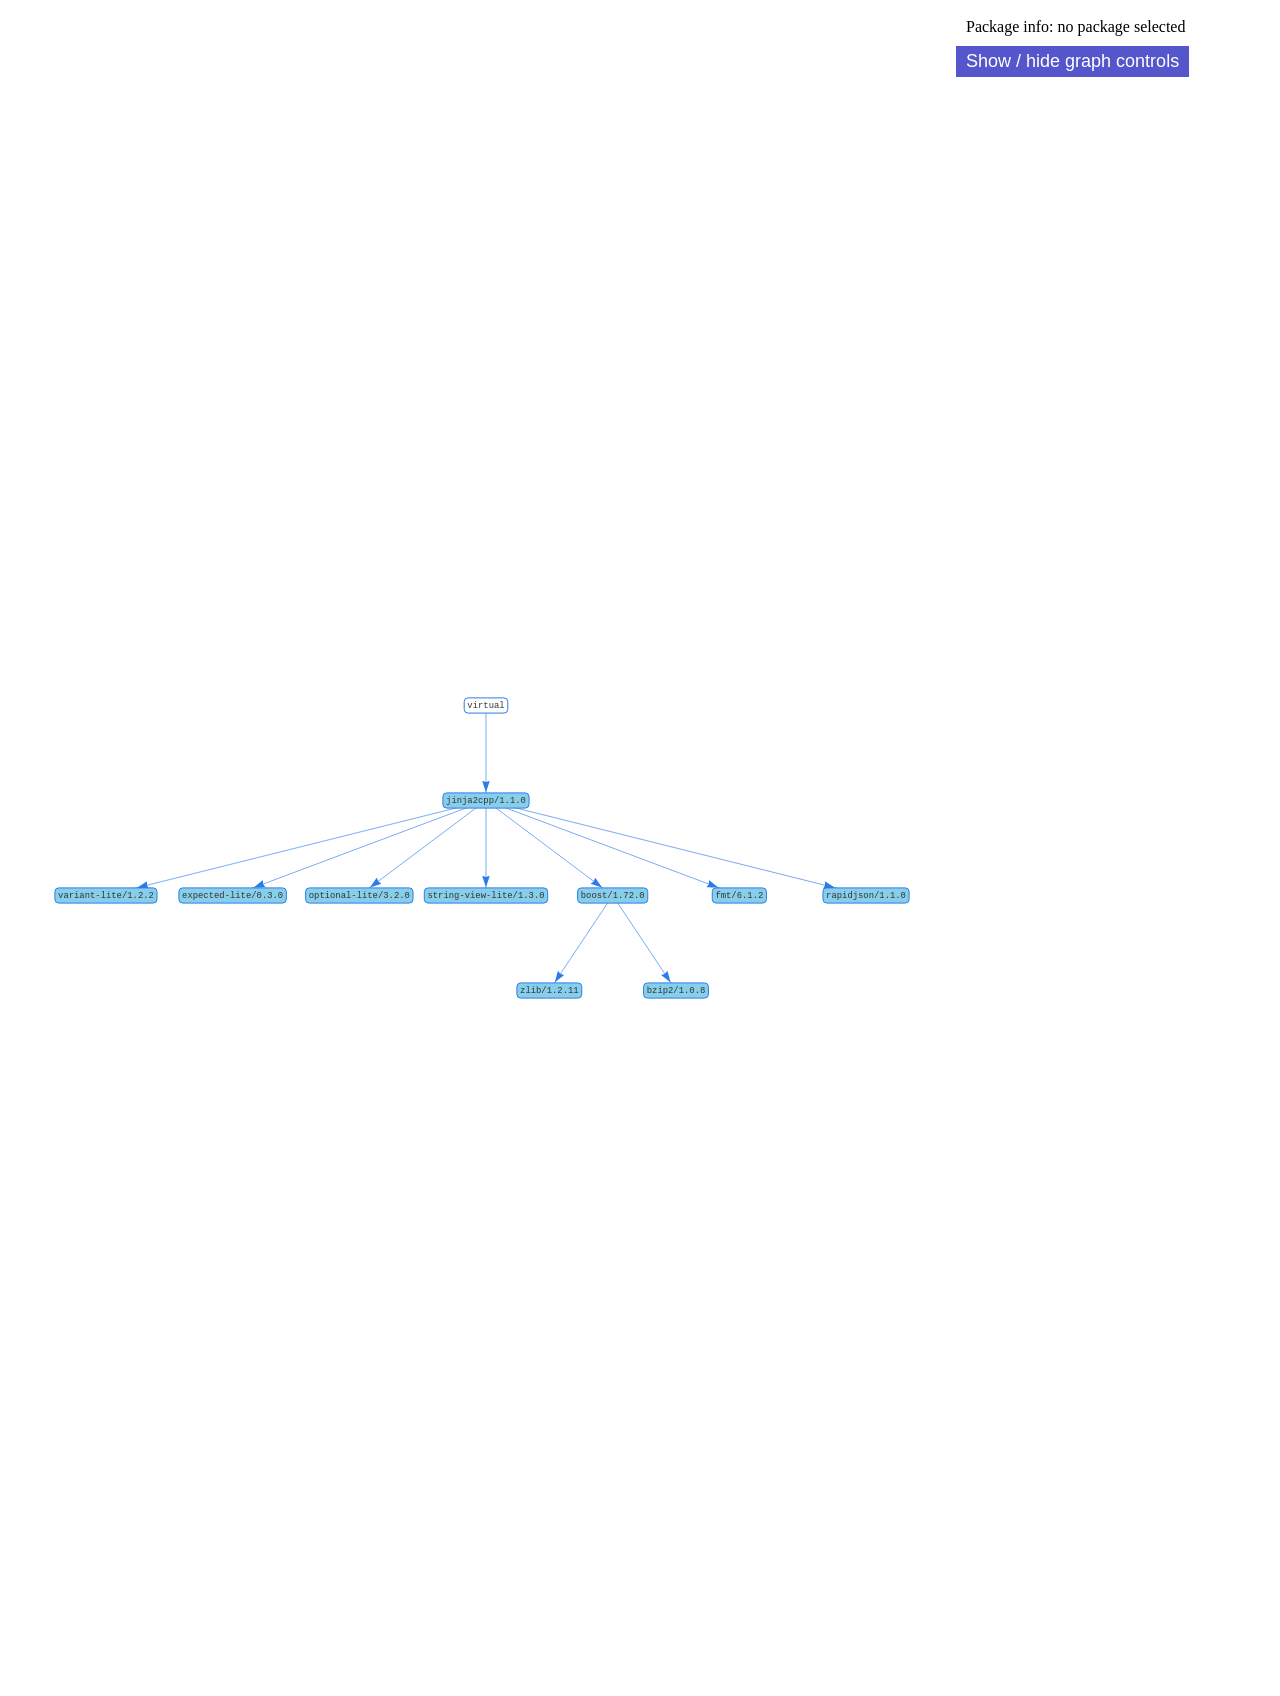 Package info: no package selected
Show / hide graph controls
virtual
jinja2cpp/1.1.0
variant-lite/1.2.2
expected-lite/0.3.0
optional-lite/3.2.0
string-view-lite/1.3.0
boost/1.72.0
fmt/6.1.2
rapidjson/1.1.0
zlib/1.2.11
bzip2/1.0.8